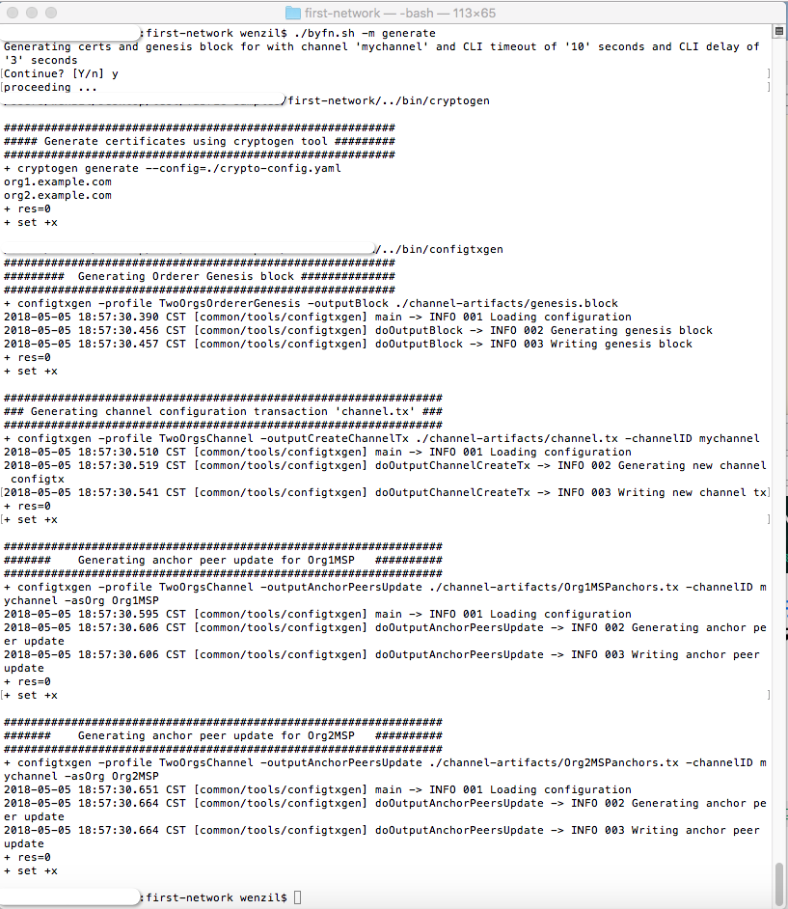 first-network — -bash — 113×65
:first-network wenzil$ ./byfn.sh -m generate
Generating certs and genesis block for with channel 'mychannel' and CLI timeout of '10' seconds and CLI delay of
'3' seconds
[Continue? [Y/n] y ]
[proceeding ... ]
/first-network/../bin/cryptogen
##########################################################
##### Generate certificates using cryptogen tool #########
##########################################################
+ cryptogen generate --config=./crypto-config.yaml
org1.example.com
org2.example.com
+ res=0
+ set +x
/../bin/configtxgen
##########################################################
#########  Generating Orderer Genesis block ##############
##########################################################
+ configtxgen -profile TwoOrgsOrdererGenesis -outputBlock ./channel-artifacts/genesis.block
2018-05-05 18:57:30.390 CST [common/tools/configtxgen] main -> INFO 001 Loading configuration
2018-05-05 18:57:30.456 CST [common/tools/configtxgen] doOutputBlock -> INFO 002 Generating genesis block
2018-05-05 18:57:30.457 CST [common/tools/configtxgen] doOutputBlock -> INFO 003 Writing genesis block
+ res=0
+ set +x
#################################################################
### Generating channel configuration transaction 'channel.tx' ###
#################################################################
+ configtxgen -profile TwoOrgsChannel -outputCreateChannelTx ./channel-artifacts/channel.tx -channelID mychannel
2018-05-05 18:57:30.510 CST [common/tools/configtxgen] main -> INFO 001 Loading configuration
2018-05-05 18:57:30.519 CST [common/tools/configtxgen] doOutputChannelCreateTx -> INFO 002 Generating new channel
 configtx
[2018-05-05 18:57:30.541 CST [common/tools/configtxgen] doOutputChannelCreateTx -> INFO 003 Writing new channel tx]
+ res=0
[+ set +x ]
#################################################################
#######    Generating anchor peer update for Org1MSP   ##########
#################################################################
+ configtxgen -profile TwoOrgsChannel -outputAnchorPeersUpdate ./channel-artifacts/Org1MSPanchors.tx -channelID m
ychannel -asOrg Org1MSP
2018-05-05 18:57:30.595 CST [common/tools/configtxgen] main -> INFO 001 Loading configuration
2018-05-05 18:57:30.606 CST [common/tools/configtxgen] doOutputAnchorPeersUpdate -> INFO 002 Generating anchor pe
er update
2018-05-05 18:57:30.606 CST [common/tools/configtxgen] doOutputAnchorPeersUpdate -> INFO 003 Writing anchor peer
update
+ res=0
[+ set +x ]
#################################################################
#######    Generating anchor peer update for Org2MSP   ##########
#################################################################
+ configtxgen -profile TwoOrgsChannel -outputAnchorPeersUpdate ./channel-artifacts/Org2MSPanchors.tx -channelID m
ychannel -asOrg Org2MSP
2018-05-05 18:57:30.651 CST [common/tools/configtxgen] main -> INFO 001 Loading configuration
2018-05-05 18:57:30.664 CST [common/tools/configtxgen] doOutputAnchorPeersUpdate -> INFO 002 Generating anchor pe
er update
2018-05-05 18:57:30.664 CST [common/tools/configtxgen] doOutputAnchorPeersUpdate -> INFO 003 Writing anchor peer
update
+ res=0
+ set +x
:first-network wenzil$